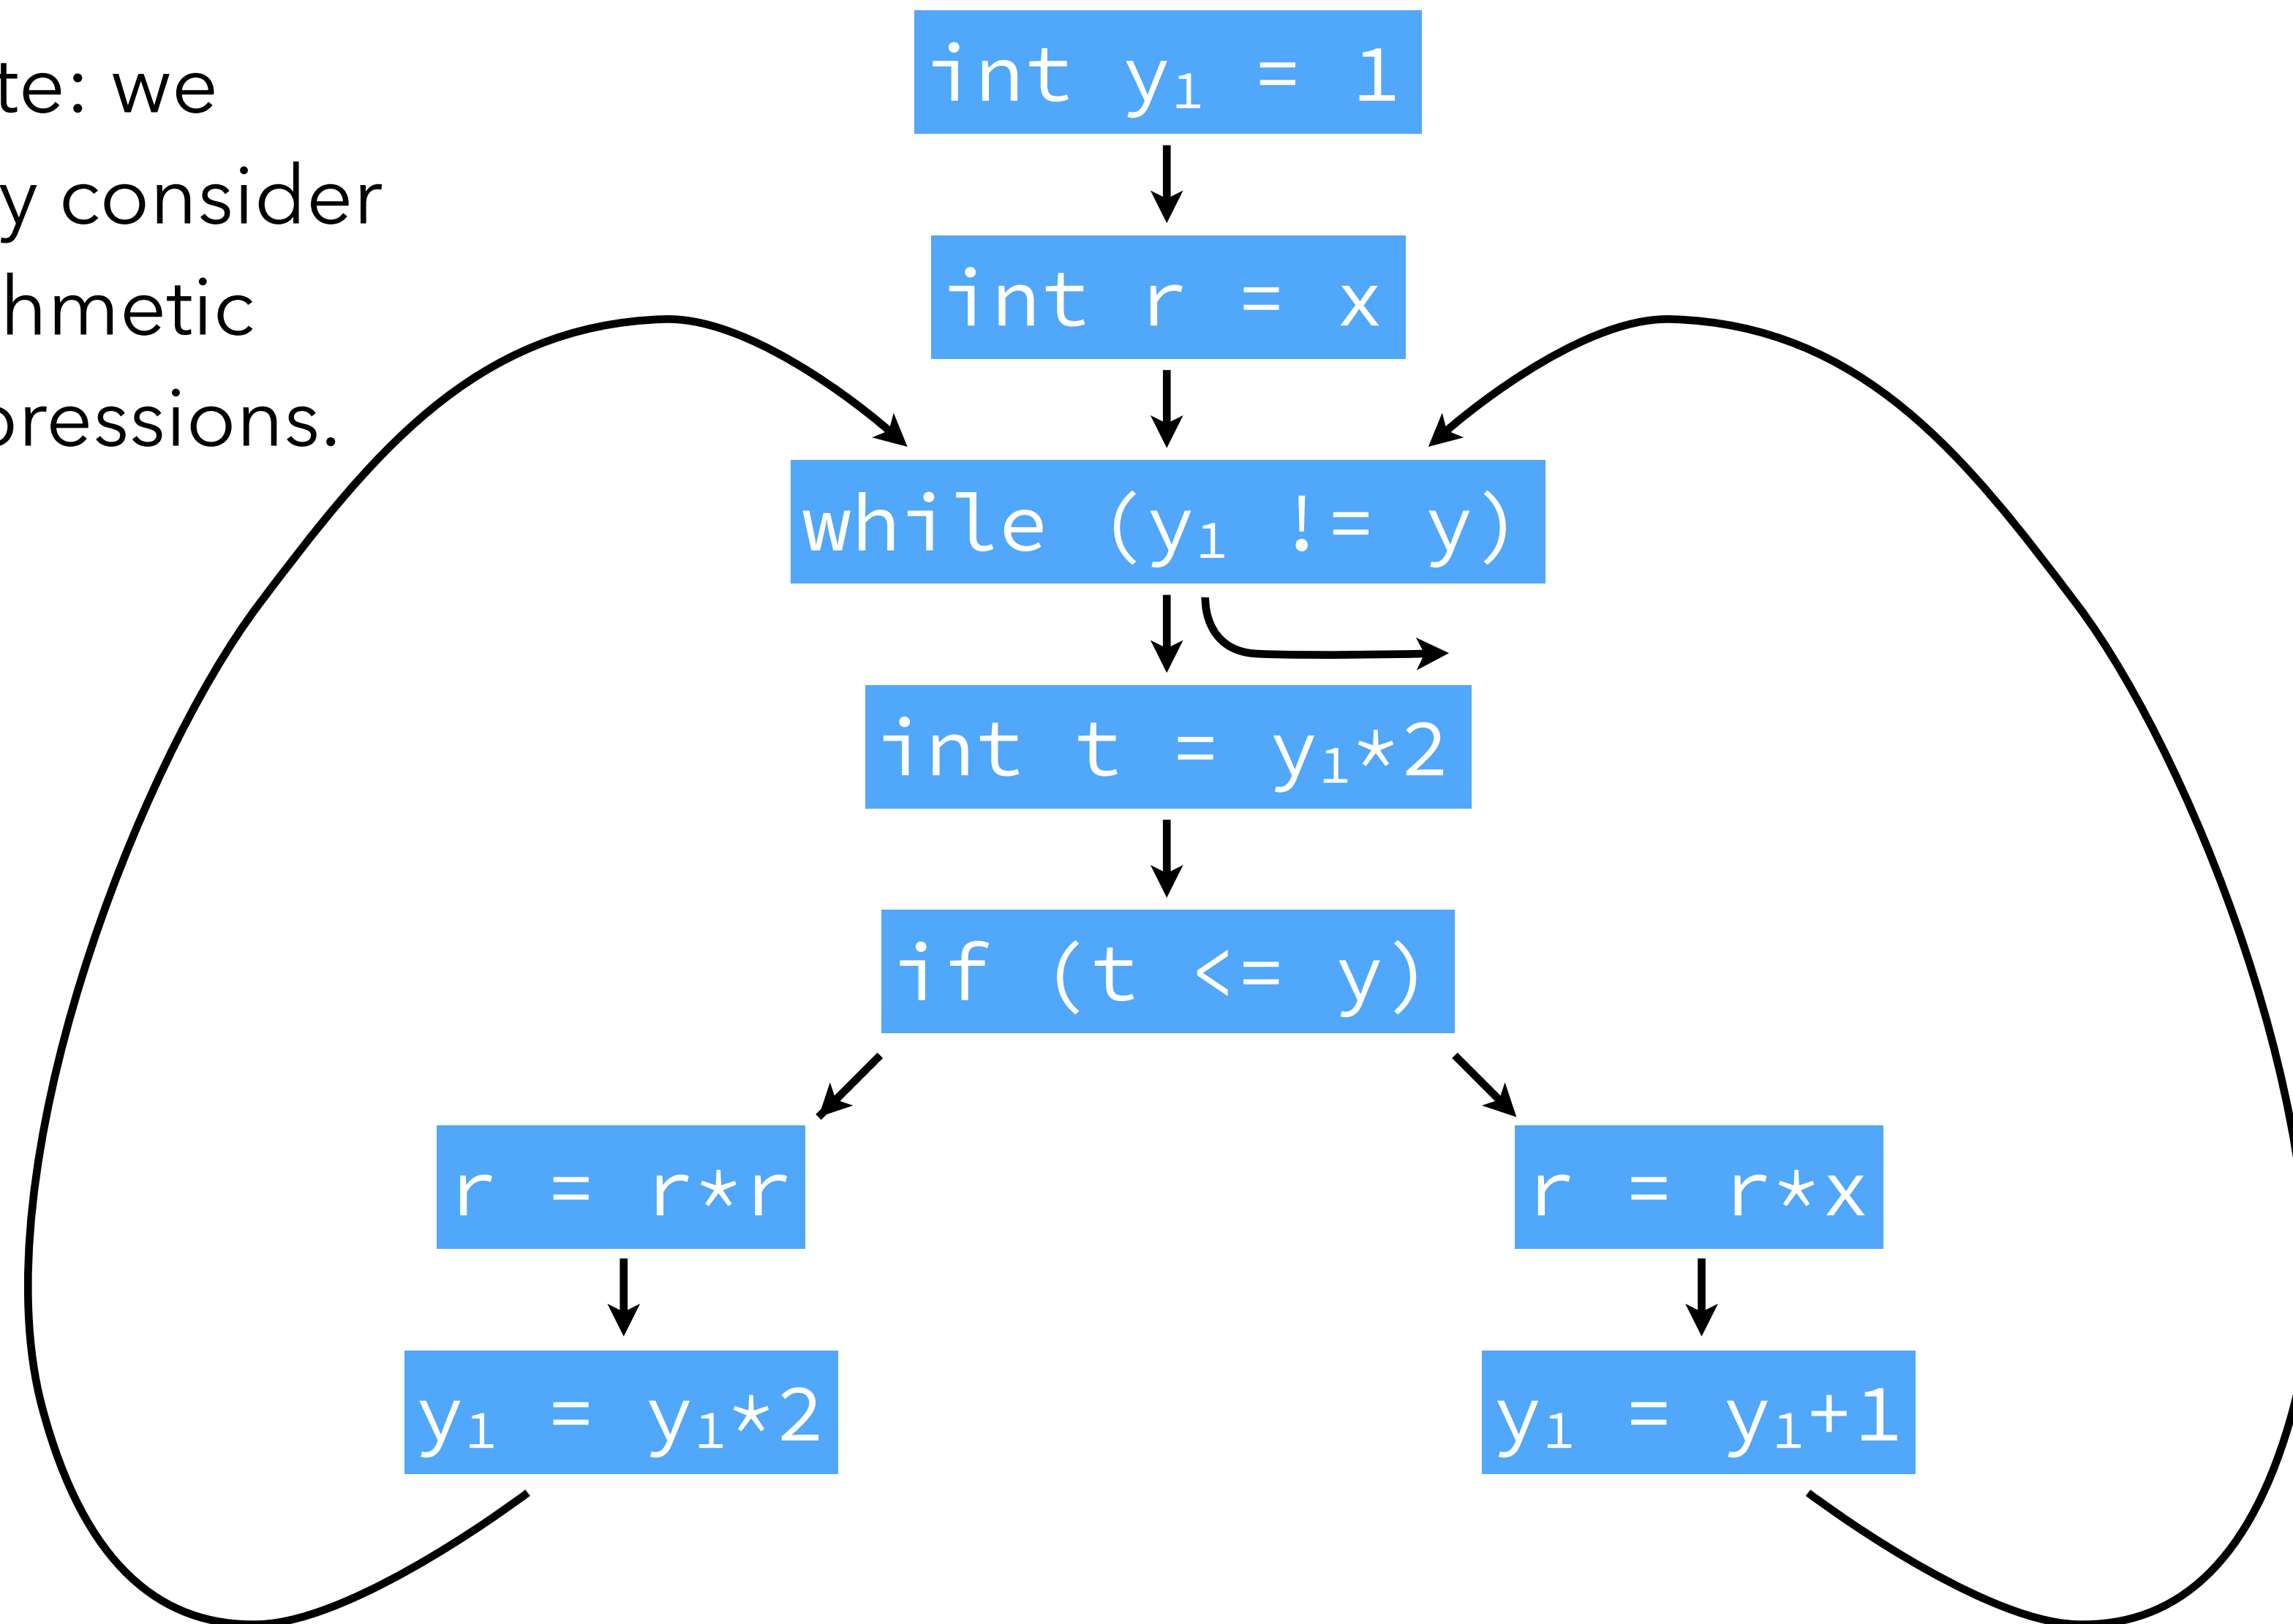 te: we
y consider
hmetic
ressions.
int y₁ = 1
int r = x
while (y₁ != y)
int t = y₁*2
if (t <= y)
r = r*r
r = r*x
y₁ = y₁*2
y₁ = y₁+1